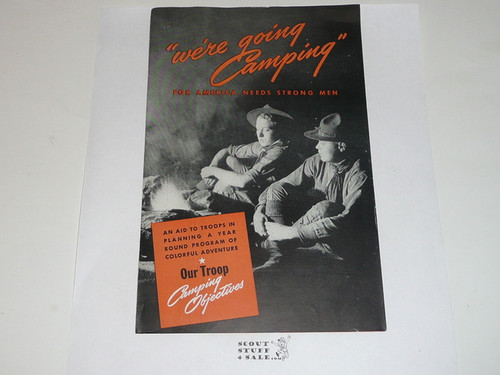 "we're going
Camping"
FOR AMERICA NEEDS STRONG MEN
AN AID TO TROOPS IN
PLANNING A YEAR
ROUND PROGRAM OF
COLORFUL ADVENTURE
Our Troop
Camping
Objectives
SCOUT
STUFF
4 SALE.com